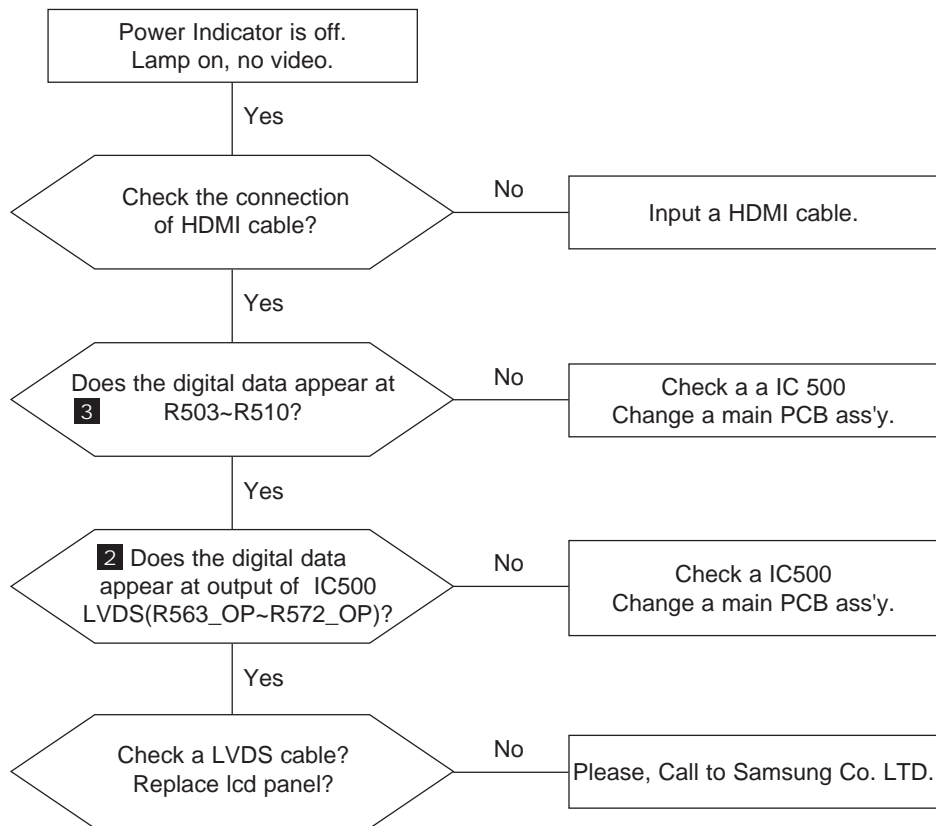 Power Indicator is off.
Lamp on, no video.
Yes
Check the connection
of HDMI cable?
No
Input a HDMI cable.
Yes
Does the digital data appear at
3 R503~R510?
No
Check a a IC 500
Change a main PCB ass'y.
Yes
2 Does the digital data
appear at output of IC500
LVDS(R563_OP~R572_OP)?
No
Check a IC500
Change a main PCB ass'y.
Yes
Check a LVDS cable?
Replace lcd panel?
No
Please, Call to Samsung Co. LTD.